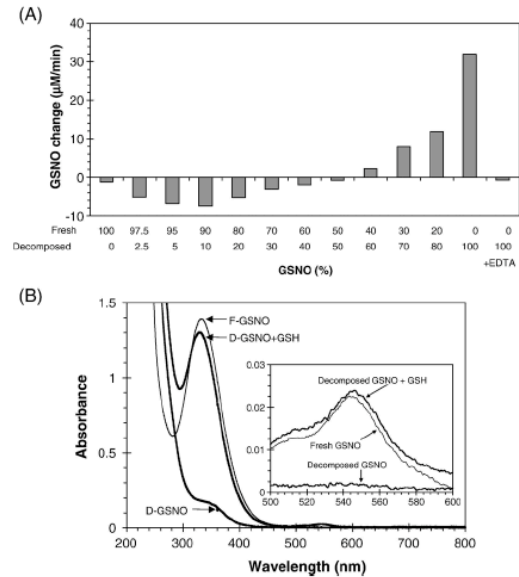 (A)
GSNO change (µM/min)
40
30
20
10
0
-10
Fresh 100 97.5 95 90 80 70 60 50 40 30 20 0 0
Decomposed 0 2.5 5 10 20 30 40 50 60 70 80 100 100
+EDTA
GSNO (%)
(B)
Absorbance
1.5
1
0.5
0
F-GSNO
D-GSNO+GSH
D-GSNO
0.03
0.02
0.01
0
Decomposed GSNO + GSH
Fresh GSNO
Decomposed GSNO
500 520 540 560 580 600
200 300 400 500 600 700 800
Wavelength (nm)